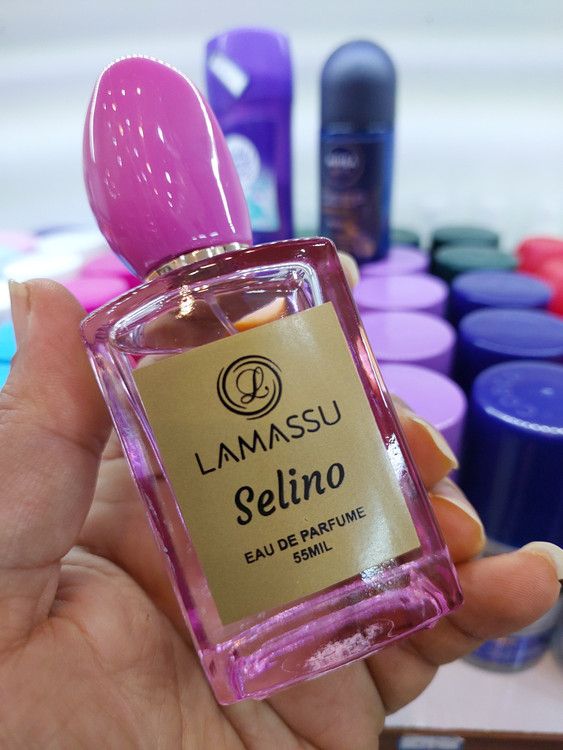 L
LAMASSU
Selino
EAU DE PARFUME
55MIL